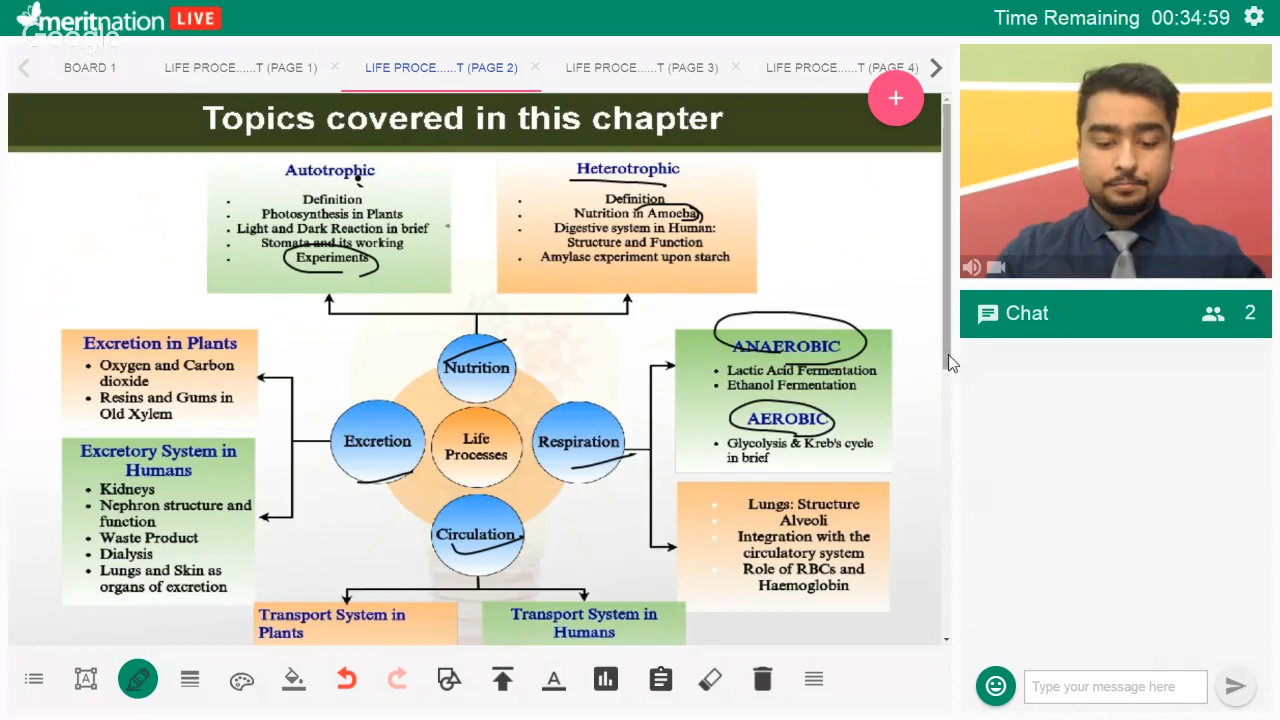 meritnation LIVE
Google
Time Remaining 00:34:59
BOARD 1
LIFE PROCE......T (PAGE 1)
LIFE PROCE......T (PAGE 2)
LIFE PROCE......T (PAGE 3)
LIFE PROCE......T (PAGE 4)
Topics covered in this chapter
Autotrophic
Definition
Photosynthesis in Plants
Light and Dark Reaction in brief
Stomata and its working
Experiments
Heterotrophic
Definition
Nutrition in Amoeba
Digestive system in Human:
Structure and Function
Amylase experiment upon starch
Excretion in Plants
Oxygen and Carbon
dioxide
Resins and Gums in
Old Xylem
Excretory System in
Humans
Kidneys
Nephron structure and
function
Waste Product
Dialysis
Lungs and Skin as
organs of excretion
Nutrition
Excretion
Life
Processes
Respiration
Circulation
ANAEROBIC
Lactic Acid Fermentation
Ethanol Fermentation
AEROBIC
Glycolysis & Kreb's cycle
in brief
Lungs: Structure
Alveoli
Integration with the
circulatory system
Role of RBCs and
Haemoglobin
Transport System in
Plants
Transport System in
Humans
Chat
2
Type your message here